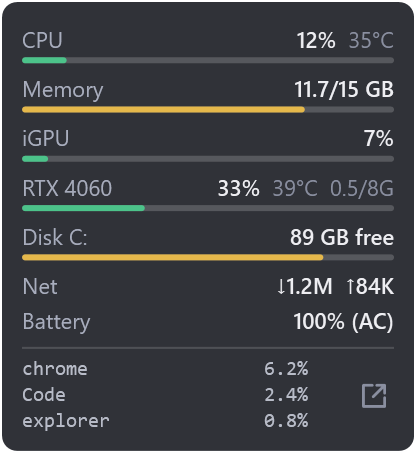 CPU 12% 35°C
Memory 11.7/15 GB
iGPU 7%
RTX 4060 33% 39°C 0.5/8G
Disk C: 89 GB free
Net ↓1.2M ↑84K
Battery 100% (AC)
chrome 6.2%
Code 2.4%
explorer 0.8%